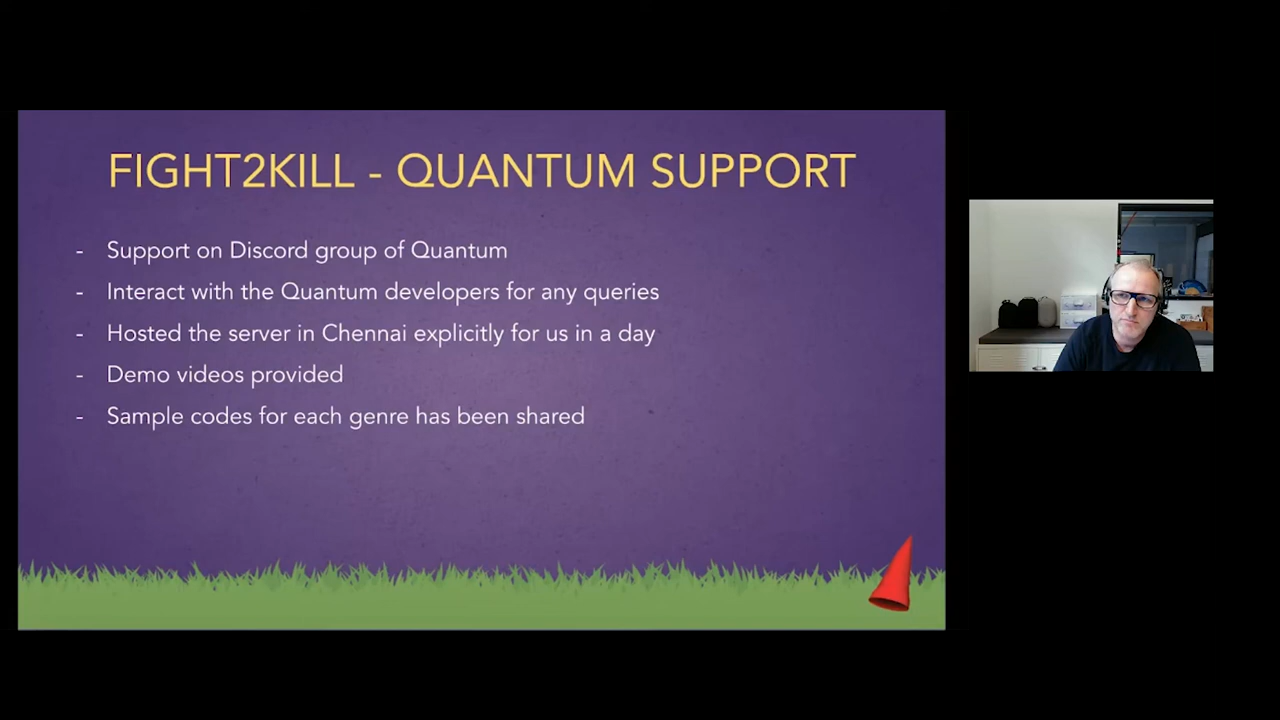 FIGHT2KILL - QUANTUM SUPPORT
- Support on Discord group of Quantum
- Interact with the Quantum developers for any queries
- Hosted the server in Chennai explicitly for us in a day
- Demo videos provided
- Sample codes for each genre has been shared